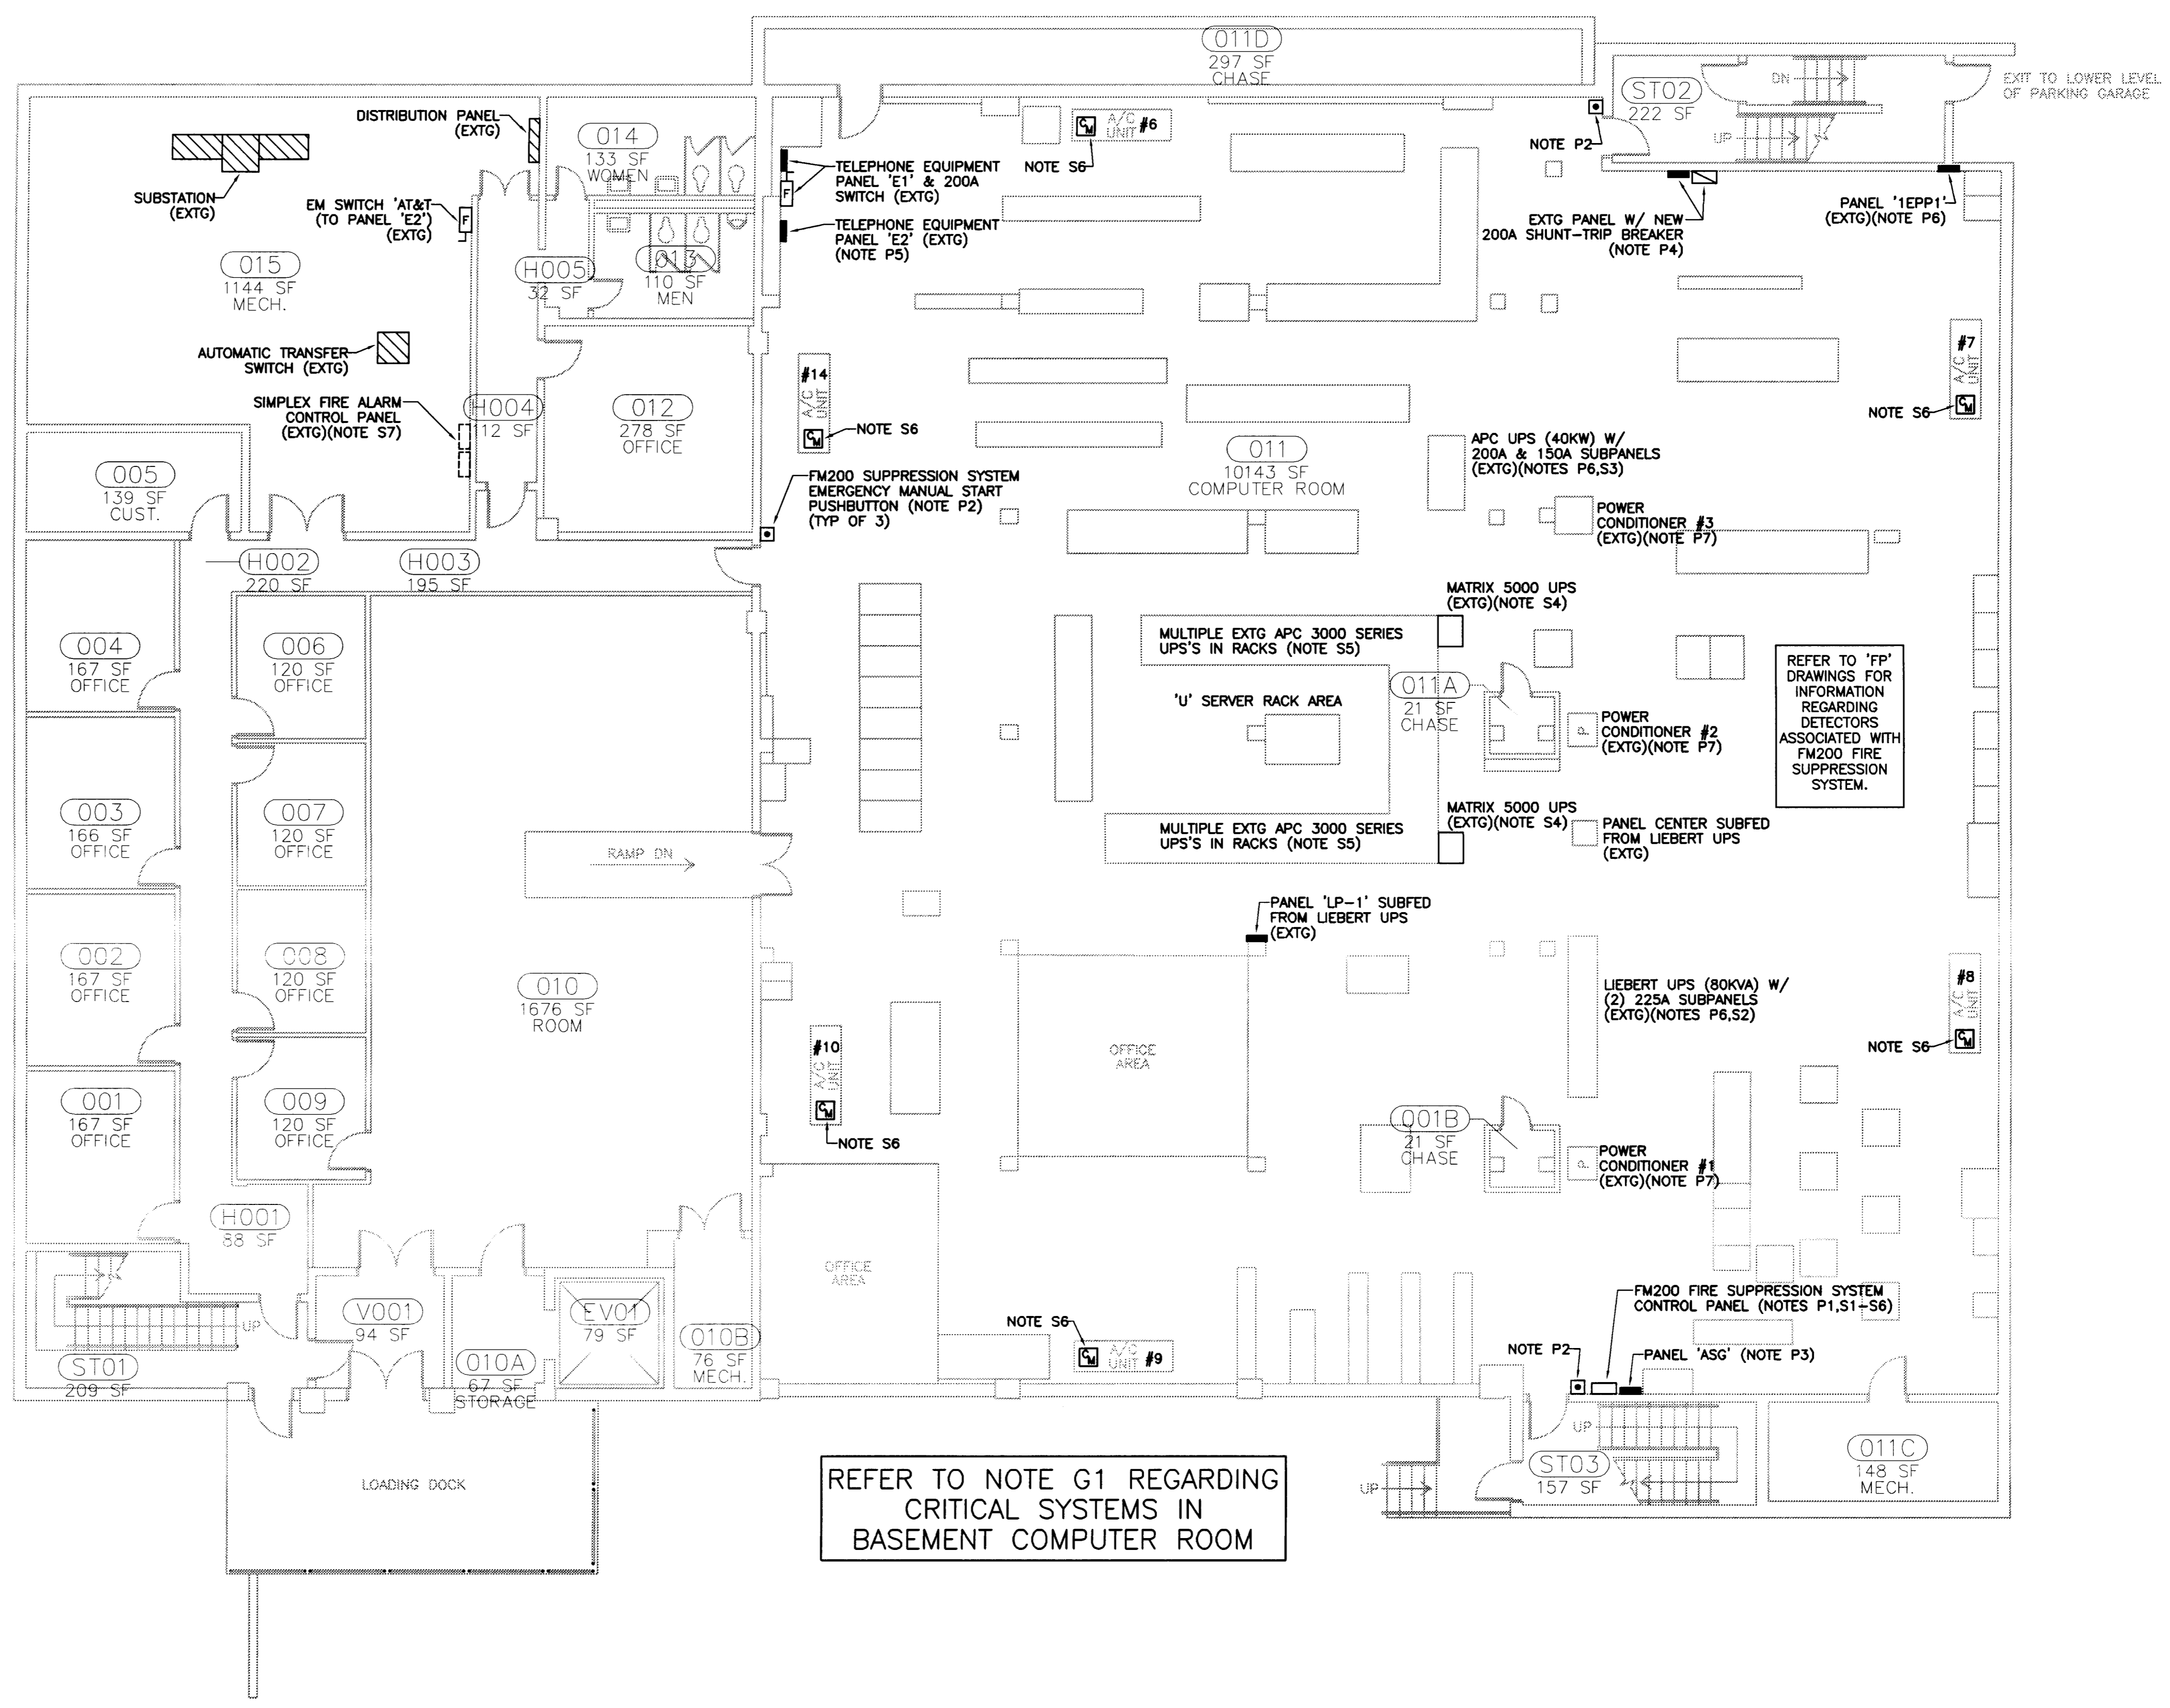 011D
297 SF
CHASE
ST02
222 SF
DN
UP
EXIT TO LOWER LEVEL
OF PARKING GARAGE
DISTRIBUTION PANEL
(EXTG)
014
133 SF
WOMEN
A/C
UNIT #6
NOTE S6
NOTE P2
SUBSTATION
(EXTG)
EM SWITCH 'AT&T'
(TO PANEL 'E2')
(EXTG)
F
F
TELEPHONE EQUIPMENT
PANEL 'E1' & 200A
SWITCH (EXTG)
TELEPHONE EQUIPMENT
PANEL 'E2' (EXTG)
(NOTE P5)
EXTG PANEL W/ NEW
200A SHUNT-TRIP BREAKER
(NOTE P4)
PANEL '1EPP1'
(EXTG)(NOTE P6)
015
1144 SF
MECH.
H005
32 SF
013
110 SF
MEN
AUTOMATIC TRANSFER
SWITCH (EXTG)
SIMPLEX FIRE ALARM
CONTROL PANEL
(EXTG)(NOTE S7)
H004
112 SF
012
278 SF
OFFICE
#14
A/C
UNIT
CM
NOTE S6
#7
A/C
UNIT
CM
NOTE S6
011
10143 SF
COMPUTER ROOM
APC UPS (40KW) W/
200A & 150A SUBPANELS
(EXTG)(NOTES P6,S3)
005
139 SF
CUST.
FM200 SUPPRESSION SYSTEM
EMERGENCY MANUAL START
PUSHBUTTON (NOTE P2)
(TYP OF 3)
POWER
CONDITIONER #3
(EXTG)(NOTE P7)
H002
220 SF
H003
195 SF
MATRIX 5000 UPS
(EXTG)(NOTE S4)
004
167 SF
OFFICE
006
120 SF
OFFICE
MULTIPLE EXTG APC 3000 SERIES
UPS'S IN RACKS (NOTE S5)
'U' SERVER RACK AREA
011A
21 SF
CHASE
POWER
CONDITIONER #2
(EXTG)(NOTE P7)
P
REFER TO 'FP'
DRAWINGS FOR
INFORMATION
REGARDING
DETECTORS
ASSOCIATED WITH
FM200 FIRE
SUPPRESSION
SYSTEM.
003
166 SF
OFFICE
007
120 SF
OFFICE
RAMP DN
MULTIPLE EXTG APC 3000 SERIES
UPS'S IN RACKS (NOTE S5)
MATRIX 5000 UPS
(EXTG)(NOTE S4)
PANEL CENTER SUBFED
FROM LIEBERT UPS
(EXTG)
PANEL 'LP-1' SUBFED
FROM LIEBERT UPS
(EXTG)
002
167 SF
OFFICE
008
120 SF
OFFICE
010
1676 SF
ROOM
LIEBERT UPS (80KVA) W/
(2) 225A SUBPANELS
(EXTG)(NOTES P6,S2)
#8
A/C
UNIT
CM
NOTE S6
#10
A/C
UNIT
CM
NOTE S6
OFFICE
AREA
001
167 SF
OFFICE
009
120 SF
OFFICE
001B
21 SF
CHASE
POWER
CONDITIONER #1
(EXTG)(NOTE P7)
P
H001
88 SF
OFFICE
AREA
UP
V001
94 SF
EV01
79 SF
010B
76 SF
MECH.
ST01
209 SF
010A
67 SF
STORAGE
NOTE S6
CM
A/C
UNIT #9
FM200 FIRE SUPPRESSION SYSTEM
CONTROL PANEL (NOTES P1,S1-S6)
NOTE P2
PANEL 'ASG' (NOTE P3)
UP
LOADING DOCK
REFER TO NOTE G1 REGARDING
CRITICAL SYSTEMS IN
BASEMENT COMPUTER ROOM
UP
ST03
157 SF
011C
148 SF
MECH.